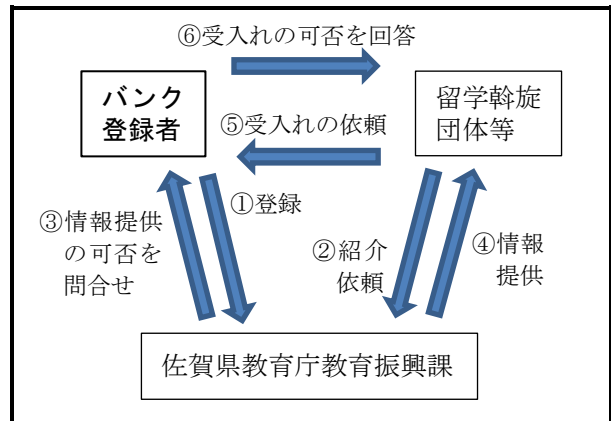 ⑥受入れの可否を回答
バンク
登録者
留学斡旋
団体等
⑤受入れの依頼
①登録
③情報提供
の可否を
問合せ
②紹介
依頼
④情報
提供
佐賀県教育庁教育振興課